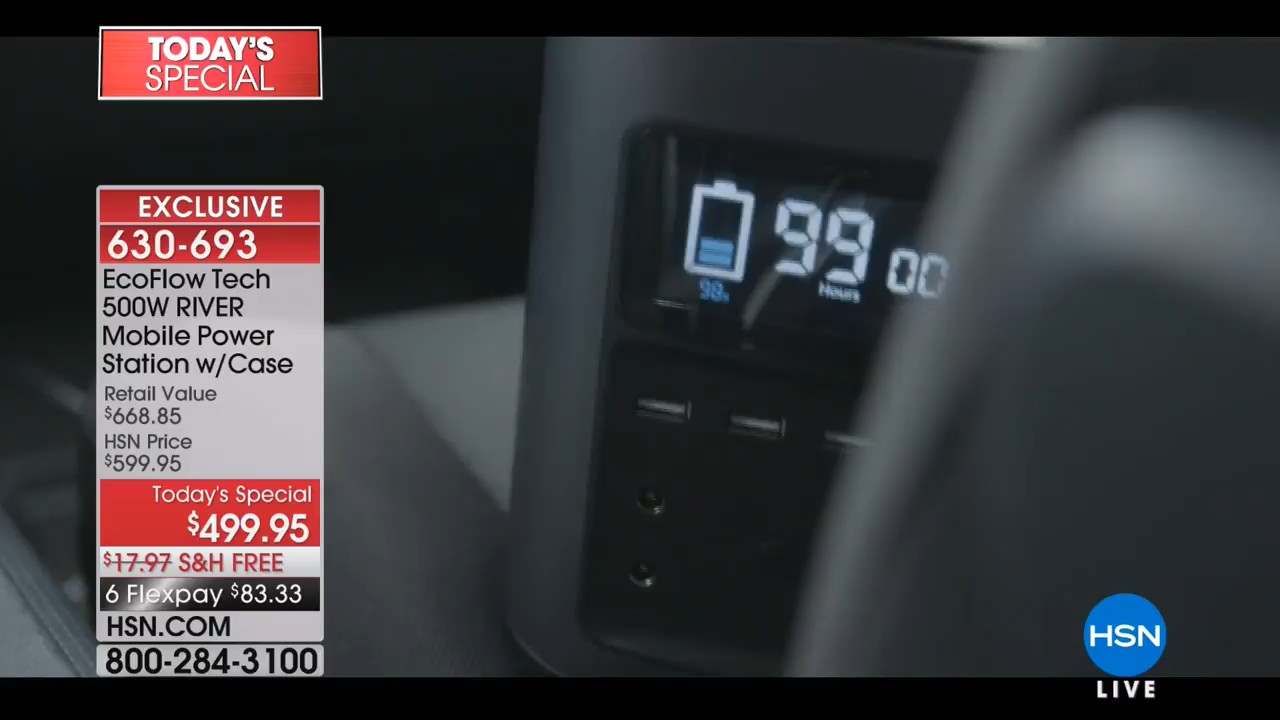 TODAY'S
SPECIAL
EXCLUSIVE
630-693
EcoFlow Tech
500W RIVER
Mobile Power
Station w/Case
Retail Value
$668.85
HSN Price
$599.95
Today's Special
$499.95
$17.97 S&H FREE
6 Flexpay $83.33
HSN.COM
800-284-3100
99
Hours
00
HSN
LIVE